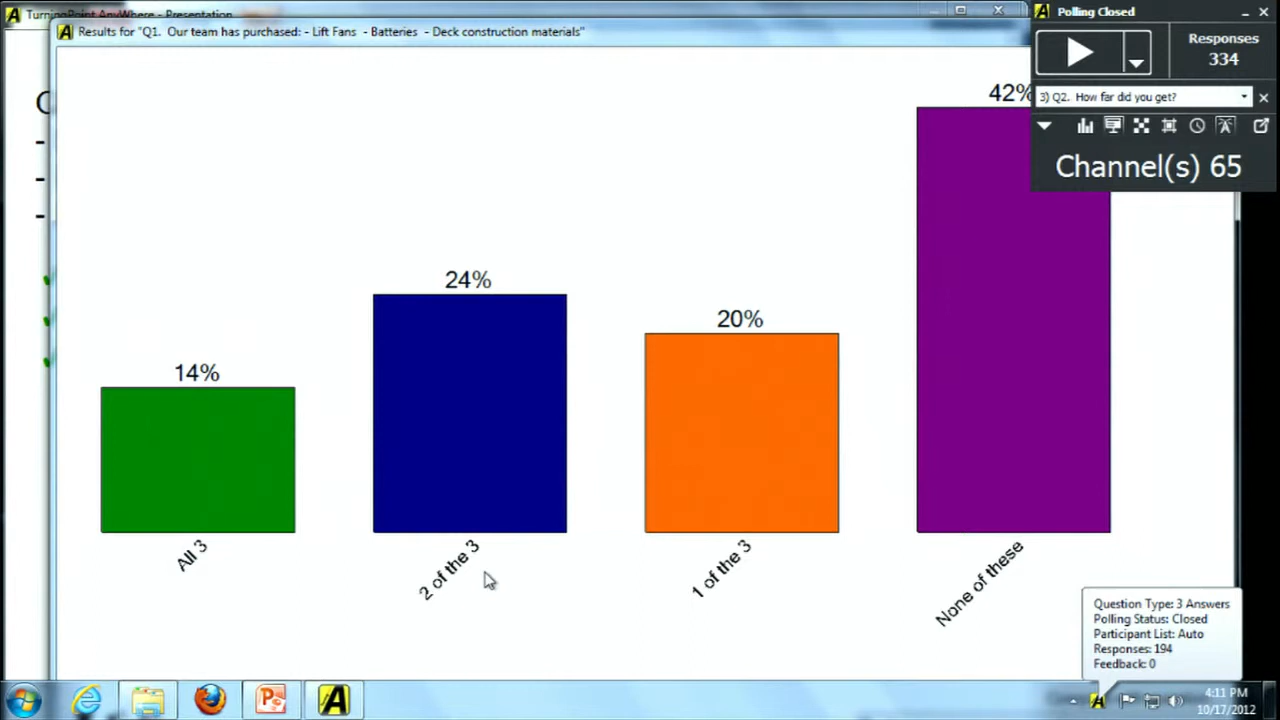 TurningPoint AnyWhere - Presentation
Results for "Q1. Our team has purchased: - Lift Fans - Batteries - Deck construction materials"
Polling Closed
Responses
334
3) Q2. How far did you get?
Channel(s) 65
42%
24%
20%
14%
All 3
2 of the 3
1 of the 3
None of these
Question Type: 3 Answers
Polling Status: Closed
Participant List: Auto
Responses: 194
Feedback: 0
4:11 PM
10/17/2012